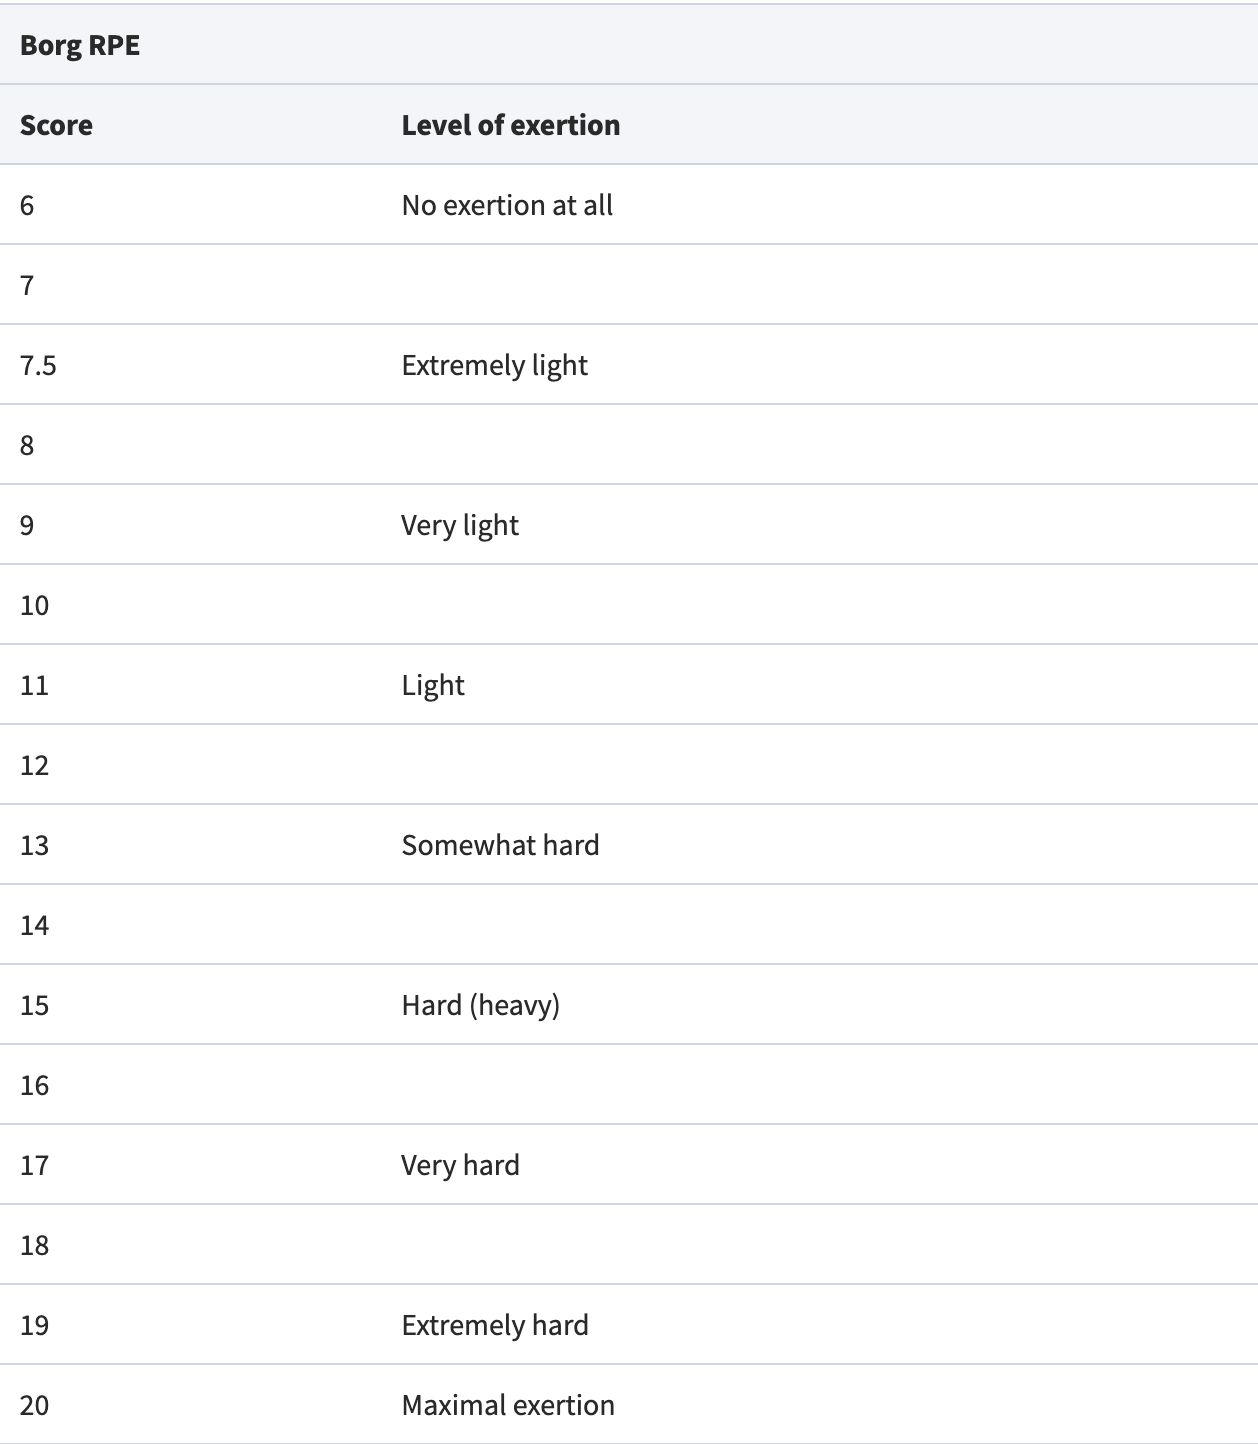 Borg RPE
Score Level of exertion
6 No exertion at all
7
7.5 Extremely light
8
9 Very light
10
11 Light
12
13 Somewhat hard
14
15 Hard (heavy)
16
17 Very hard
18
19 Extremely hard
20 Maximal exertion